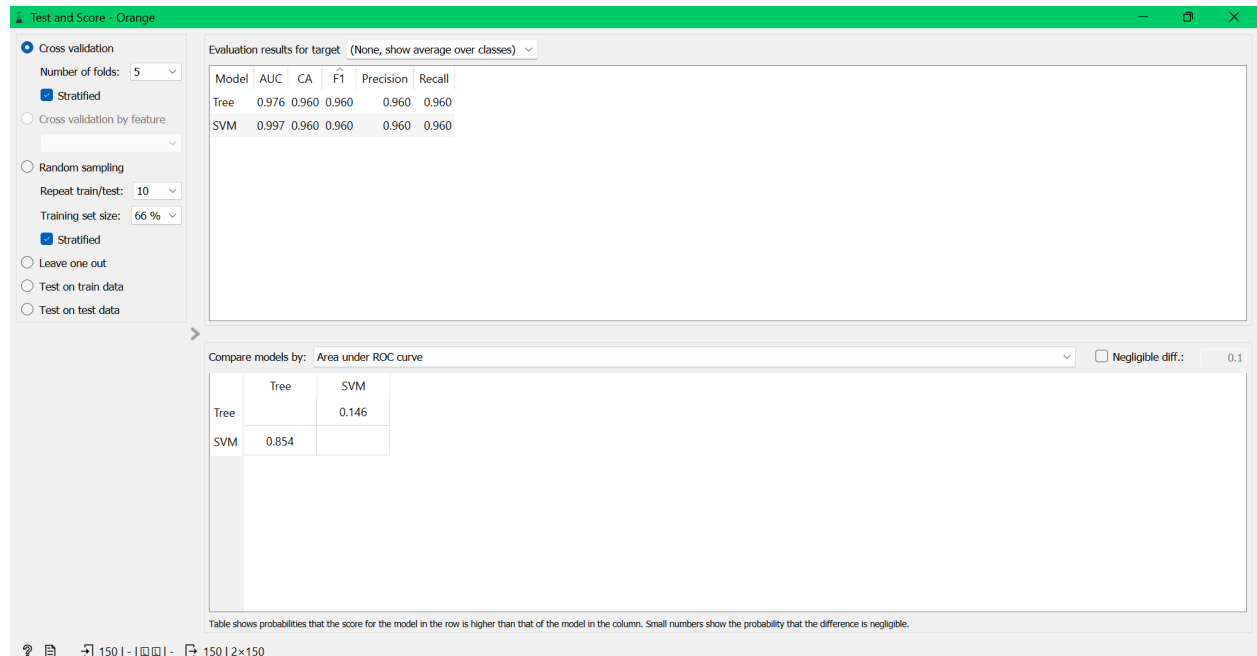 Test and Score - Orange
Cross validation
Number of folds: 5
Stratified
Cross validation by feature
Random sampling
Repeat train/test: 10
Training set size: 66 %
Stratified
Leave one out
Test on train data
Test on test data
Evaluation results for target (None, show average over classes)
Model AUC CA F1 Precision Recall
Tree 0.976 0.960 0.960 0.960 0.960
SVM 0.997 0.960 0.960 0.960 0.960
Compare models by: Area under ROC curve
Negligible diff.: 0.1
Tree SVM
Tree 0.146
SVM 0.854
Table shows probabilities that the score for the model in the row is higher than that of the model in the column. Small numbers show the probability that the difference is negligible.
150 | - | | - 150 | 2×150